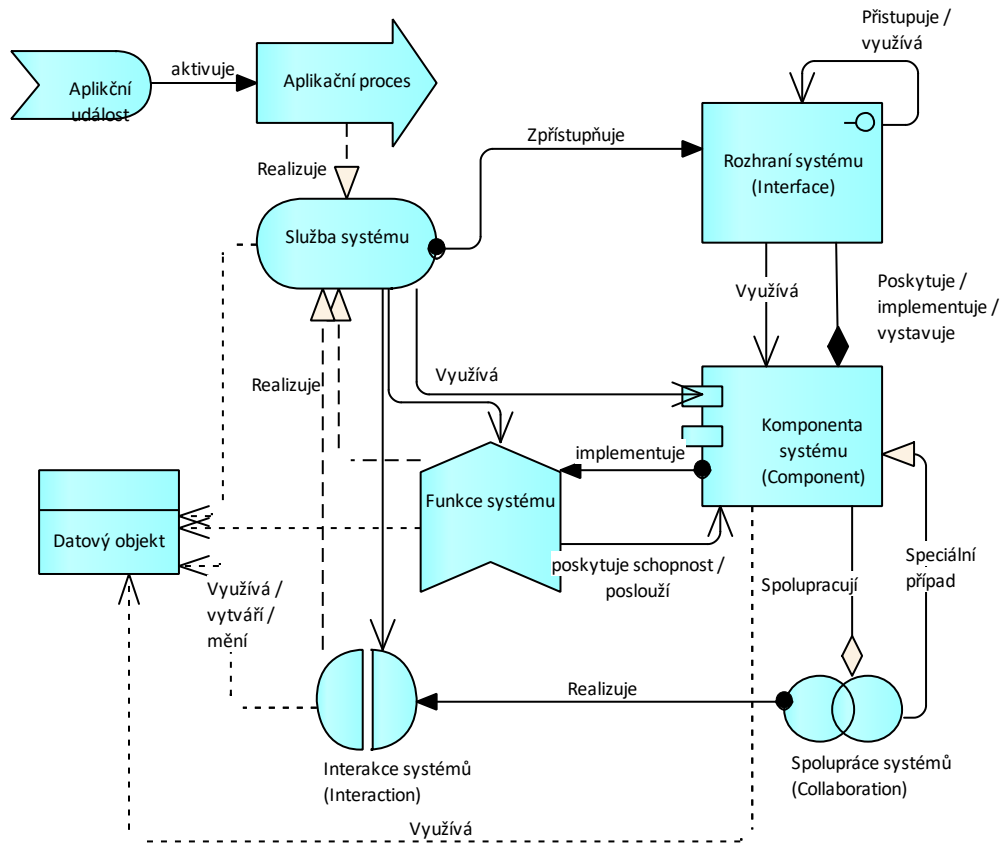 Přistupuje /
využívá
aktivuje
Aplikční
událost
Aplikační proces
Zpřístupňuje
Realizuje
Rozhraní systému
(Interface)
Služba systému
Využívá
Poskytuje /
implementuje /
vystavuje
Realizuje
Využívá
Komponenta
systému
(Component)
implementuje
Funkce systému
Datový objekt
poskytuje schopnost /
poslouží
Spolupracují
Speciální
případ
Využívá /
vytváří /
mění
Realizuje
Interakce systémů
(Interaction)
Spolupráce systémů
(Collaboration)
Využívá